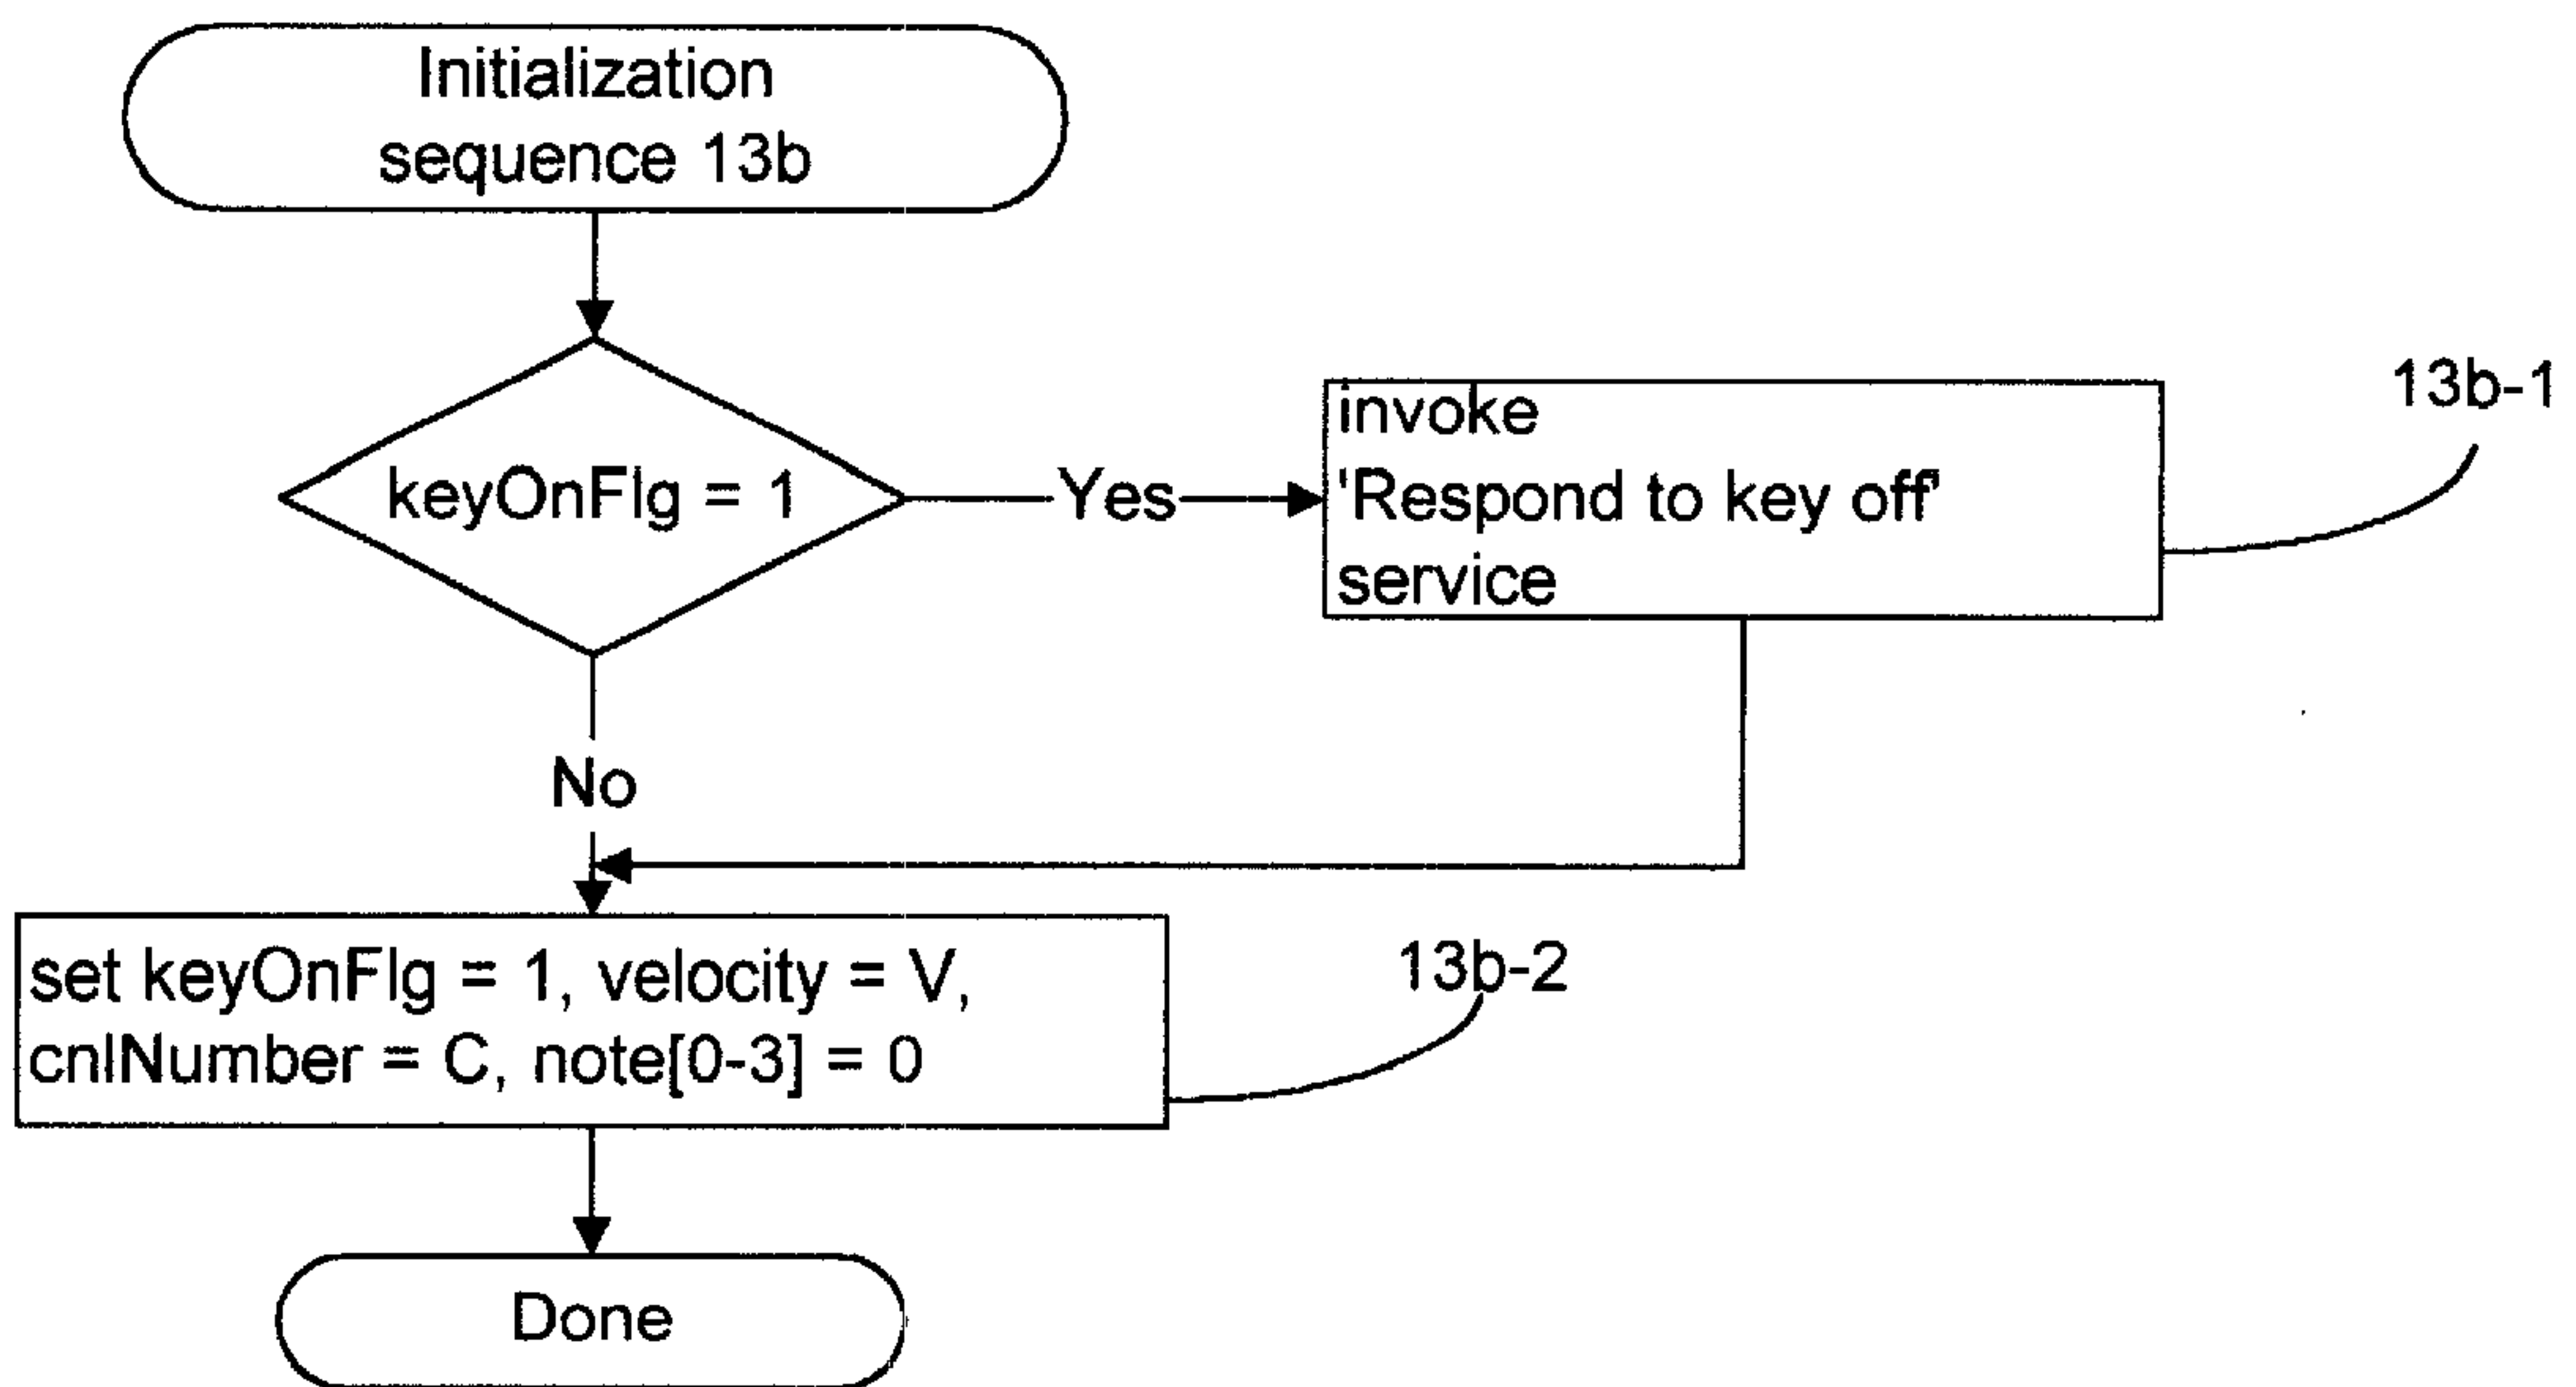 Initialization
sequence 13b
keyOnFlg = 1
Yes
invoke
'Respond to key off'
service
13b-1
No
set keyOnFlg = 1, velocity = V,
cnlNumber = C, note[0-3] = 0
13b-2
Done